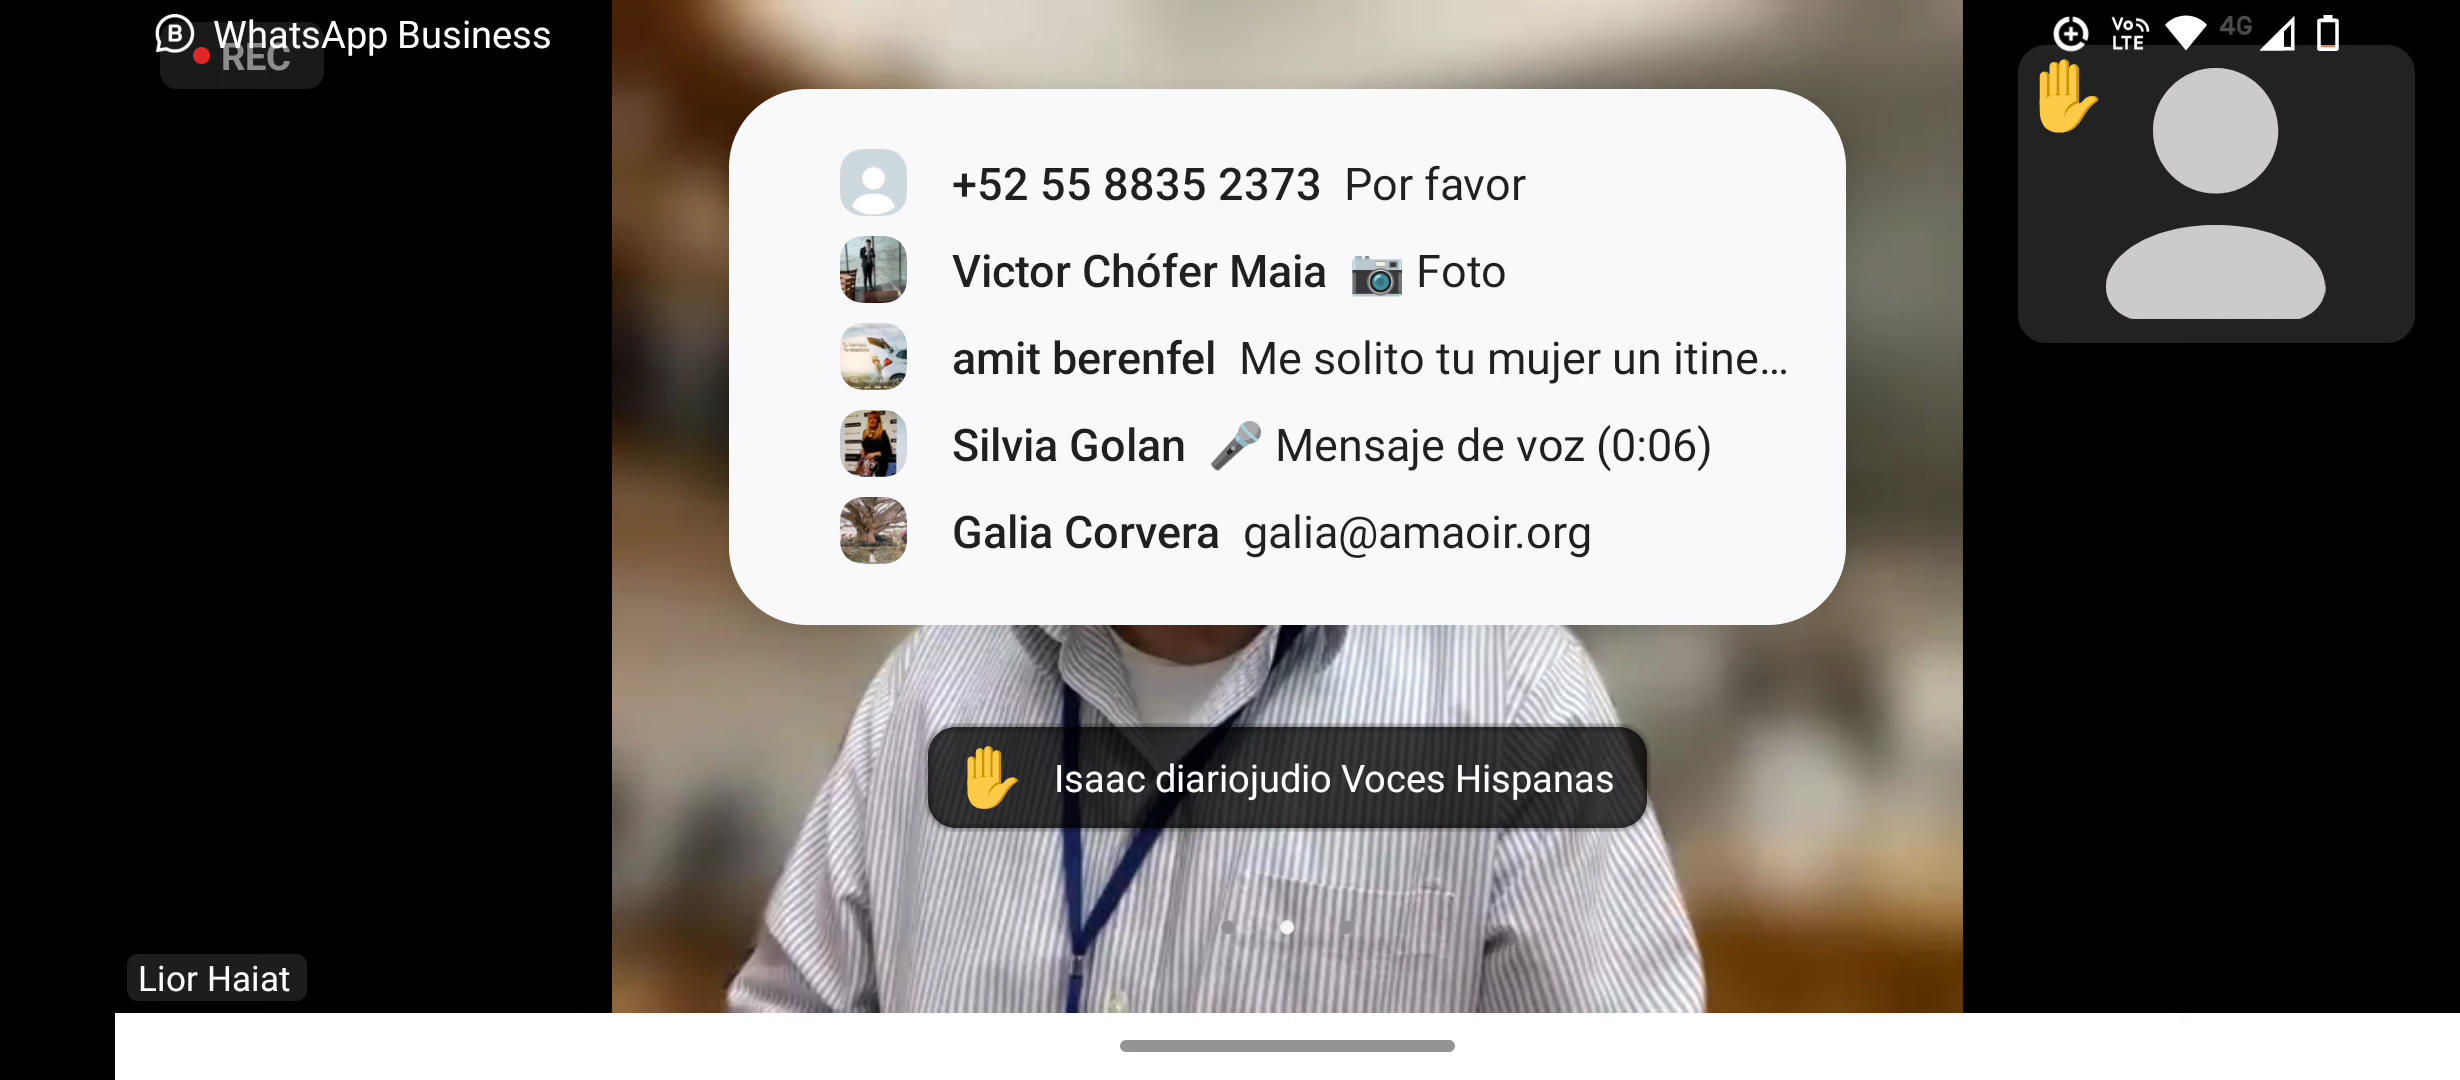 WhatsApp Business
REC
Vo LTE
4G
+52 55 8835 2373 Por favor
Victor Chófer Maia 📷 Foto
amit berenfel Me solito tu mujer un itine...
Silvia Golan 🎤 Mensaje de voz (0:06)
Galia Corvera galia@amaoir.org
✋ Isaac diariojudio Voces Hispanas
Lior Haiat